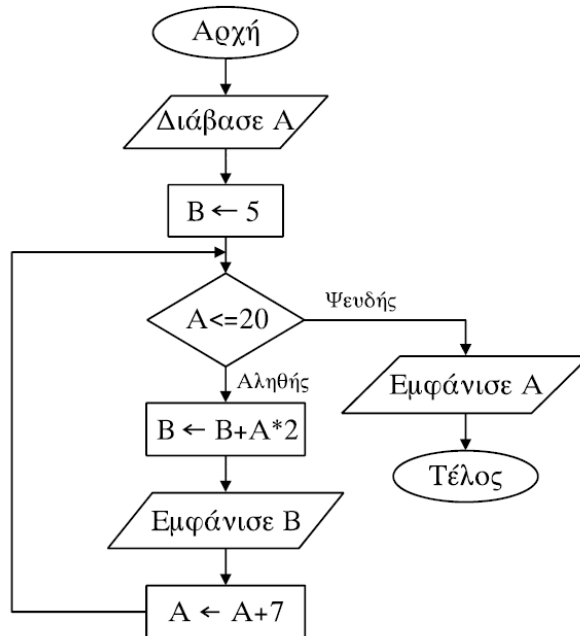 Αρχή
Διάβασε Α
Β ← 5
Α<=20
Ψευδής
Αληθής
Εμφάνισε Α
Β ← Β+Α*2
Τέλος
Εμφάνισε Β
Α ← Α+7